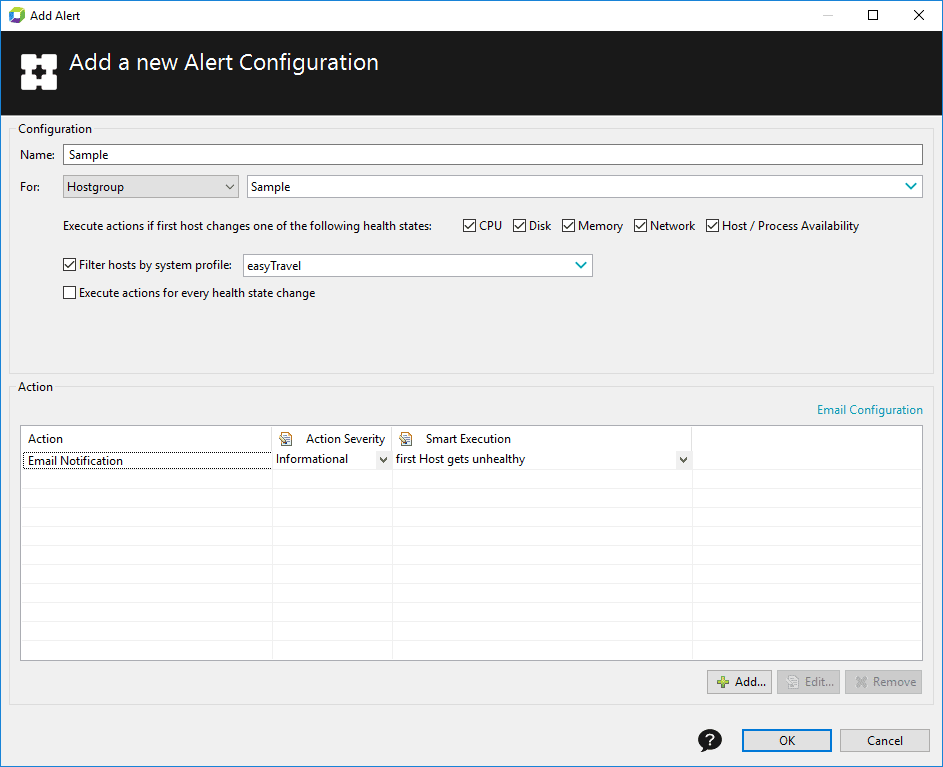 Add Alert
Add a new Alert Configuration
Configuration
Name: Sample
For: Hostgroup Sample
Execute actions if first host changes one of the following health states: CPU Disk Memory Network Host / Process Availability
Filter hosts by system profile: easyTravel
Execute actions for every health state change
Action
Email Configuration
Action Action Severity Smart Execution
Email Notification Informational first Host gets unhealthy
Add... Edit... Remove
? OK Cancel